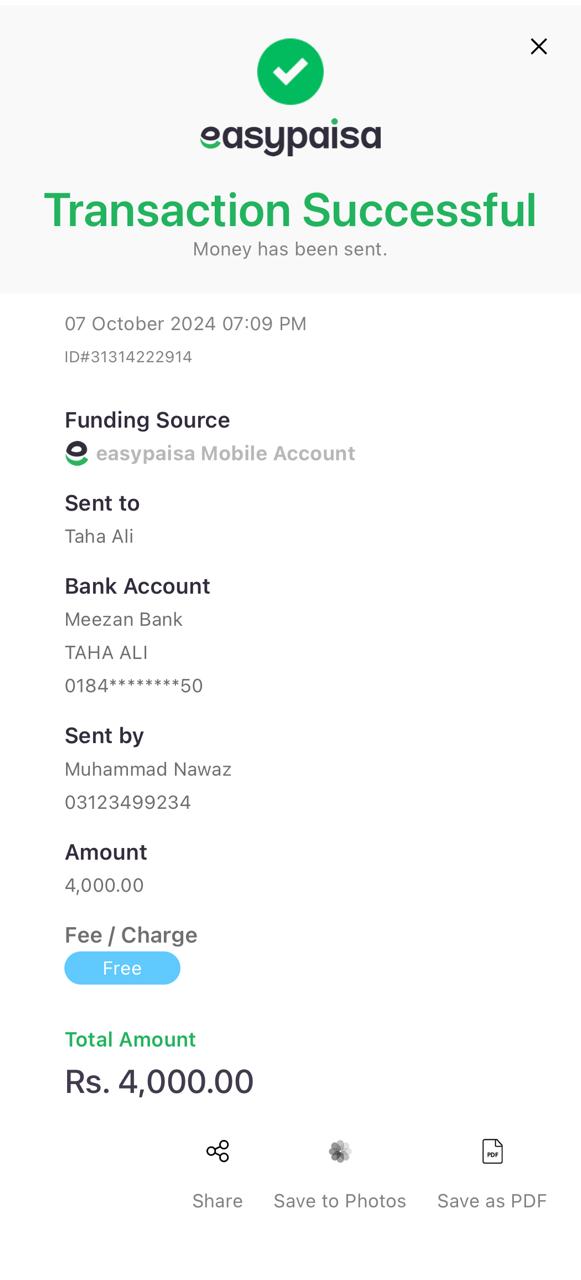 easypaisa
Transaction Successful
Money has been sent.
07 October 2024 07:09 PM
ID#31314222914
Funding Source
easypaisa Mobile Account
Sent to
Taha Ali
Bank Account
Meezan Bank
TAHA ALI
0184********50
Sent by
Muhammad Nawaz
03123499234
Amount
4,000.00
Fee / Charge
Free
Total Amount
Rs. 4,000.00
PDF
Share Save to Photos Save as PDF